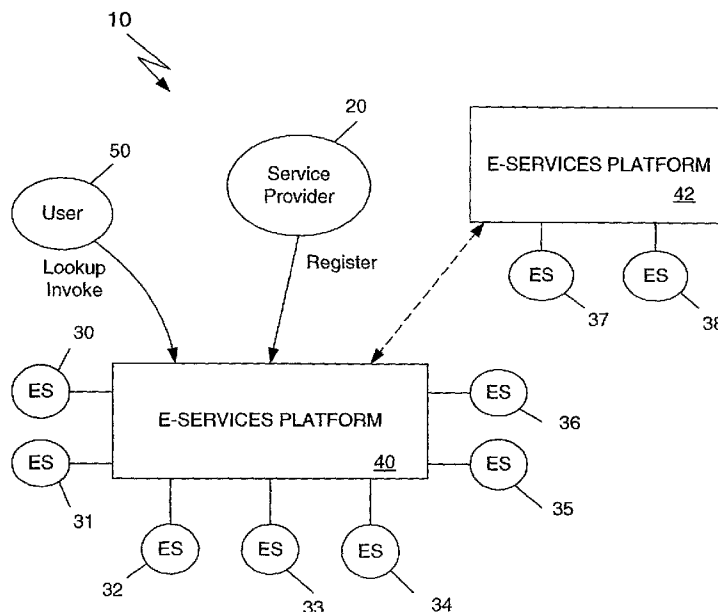 10
20
50
Service
Provider
E-SERVICES PLATFORM
42
User
Lookup
Invoke
Register
ES
ES
37
38
30
ES
E-SERVICES PLATFORM
40
ES
36
ES
31
ES
35
ES
32
ES
33
ES
34